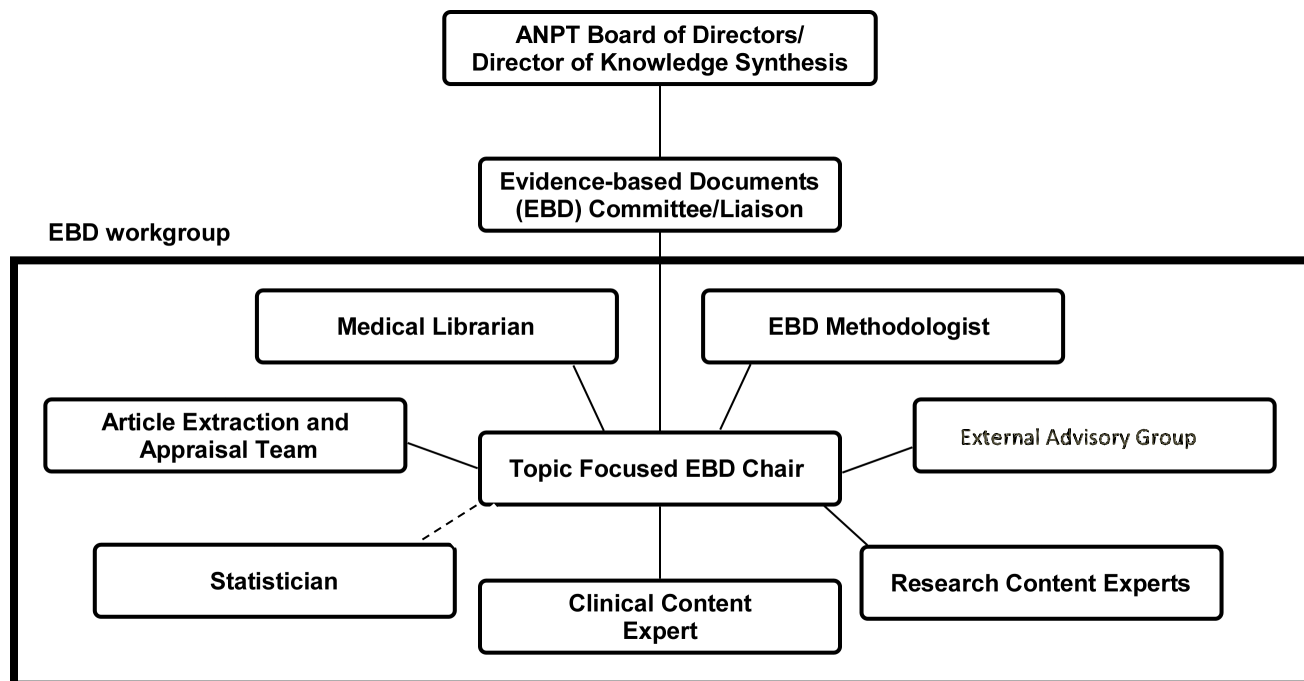 ANPT Board of Directors/
Director of Knowledge Synthesis
Evidence-based Documents
(EBD) Committee/Liaison
EBD workgroup
Medical Librarian
EBD Methodologist
Article Extraction and
Appraisal Team
External Advisory Group
Topic Focused EBD Chair
Statistician
Clinical Content
Expert
Research Content Experts